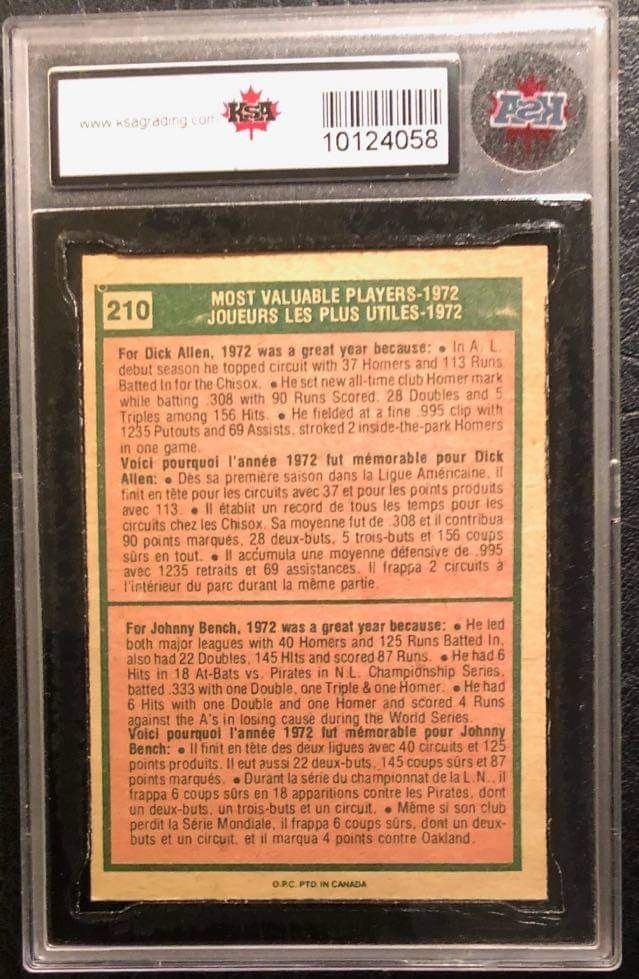 www.ksagrading.com
KSA
10124058
KSA
210
MOST VALUABLE PLAYERS-1972
JOUEURS LES PLUS UTILES-1972
For Dick Allen, 1972 was a great year because: • In A. L.
debut season he topped circuit with 37 Homers and 113 Runs
Batted In for the Chisox. • He set new all-time club Homer mark
while batting .308 with 90 Runs Scored. 28 Doubles and 5
Triples among 156 Hits. • He fielded at a fine .995 clip with
1235 Putouts and 69 Assists, stroked 2 inside-the-park Homers
in one game.
Voici pourquoi l'année 1972 fut mémorable pour Dick
Allen: • Dès sa première saison dans la Ligue Américaine, il
finit en tête pour les circuits avec 37 et pour les points produits
avec 113. • Il établit un record de tous les temps pour les
circuits chez les Chisox. Sa moyenne fut de .308 et il contribua
90 points marqués, 28 deux-buts, 5 trois-buts et 156 coups
sûrs en tout. • Il accumula une moyenne défensive de .995
avec 1235 retraits et 69 assistances. Il frappa 2 circuits à
l'intérieur du parc durant la même partie.
For Johnny Bench, 1972 was a great year because: • He led
both major leagues with 40 Homers and 125 Runs Batted In,
also had 22 Doubles, 145 Hits and scored 87 Runs. • He had 6
Hits in 18 At-Bats vs. Pirates in N.L. Championship Series,
batted .333 with one Double, one Triple & one Homer. • He had
6 Hits with one Double and one Homer and scored 4 Runs
against the A's in losing cause during the World Series.
Voici pourquoi l'année 1972 fut mémorable pour Johnny
Bench: • Il finit en tête des deux ligues avec 40 circuits et 125
points produits. Il eut aussi 22 deux-buts, 145 coups sûrs et 87
points marqués. • Durant la série du championnat de la L.N., il
frappa 6 coups sûrs en 18 apparitions contre les Pirates, dont
un deux-buts, un trois-buts et un circuit. • Même si son club
perdit la Série Mondiale, il frappa 6 coups sûrs, dont un deux-
buts et un circuit, et il marqua 4 points contre Oakland.
O.P.C. PTD. IN CANADA